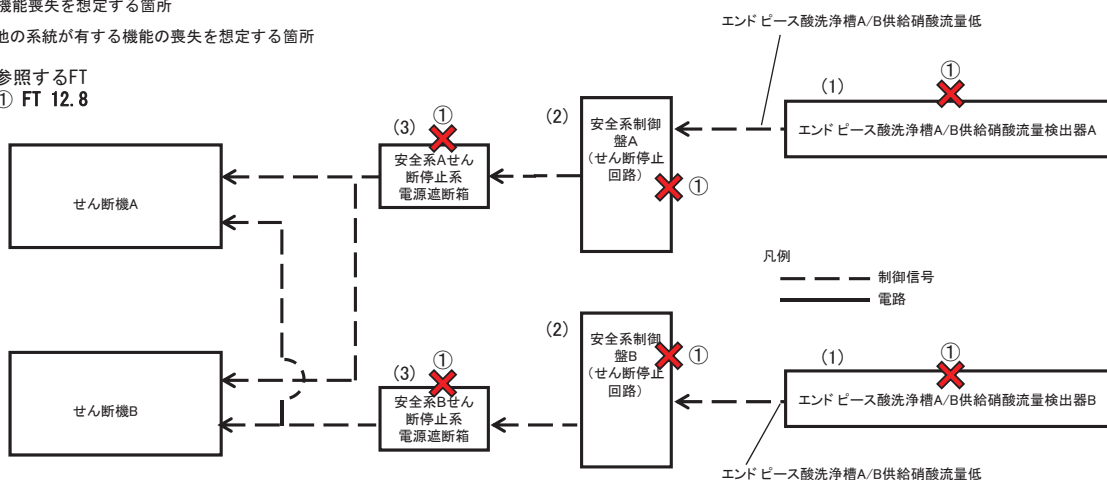 機能喪失を想定する箇所
他の系統が有する機能の喪失を想定する箇所
参照するFT
① FT 12.8
エンドピース酸洗浄槽A/B供給硝酸流量低
(1)
①
エンドピース酸洗浄槽A/B供給硝酸流量検出器A
(2)
安全系制御
盤A
(せん断停止
回路)
①
(3)
①
安全系Aせん
断停止系
電源遮断箱
せん断機A
凡例
制御信号
電路
(2)
安全系制御
盤B
(せん断停止
回路)
①
(1)
①
エンドピース酸洗浄槽A/B供給硝酸流量検出器B
(3)
①
安全系Bせん
断停止系
電源遮断箱
せん断機B
エンドピース酸洗浄槽A/B供給硝酸流量低